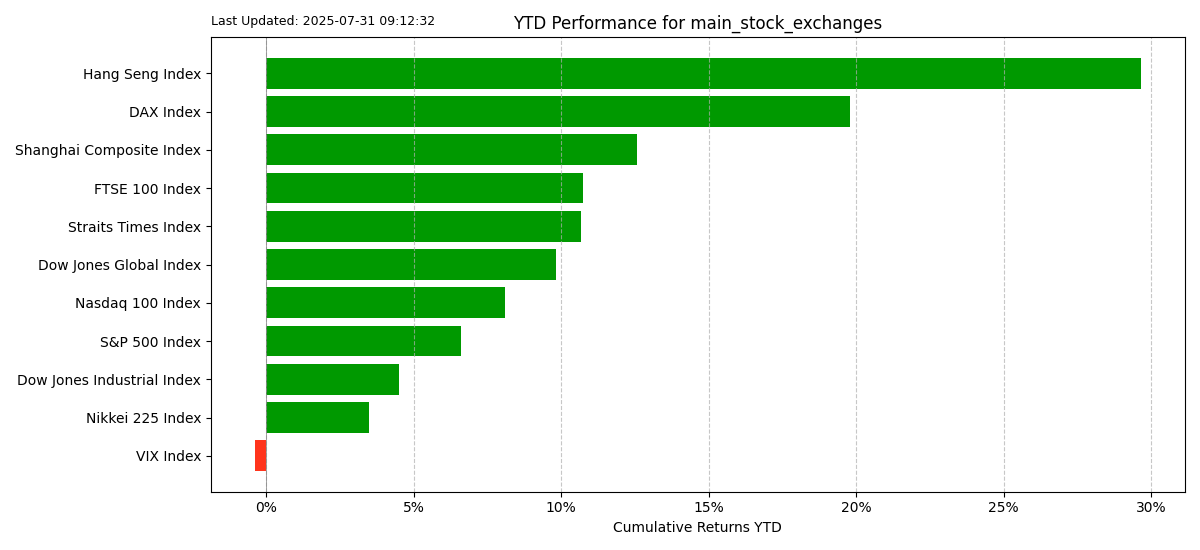 Last Updated: 2025-07-31 09:12:32
YTD Performance for main_stock_exchanges
Hang Seng Index
DAX Index
Shanghai Composite Index
FTSE 100 Index
Straits Times Index
Dow Jones Global Index
Nasdaq 100 Index
S&P 500 Index
Dow Jones Industrial Index
Nikkei 225 Index
VIX Index
0% 5% 10% 15% 20% 25% 30%
Cumulative Returns YTD